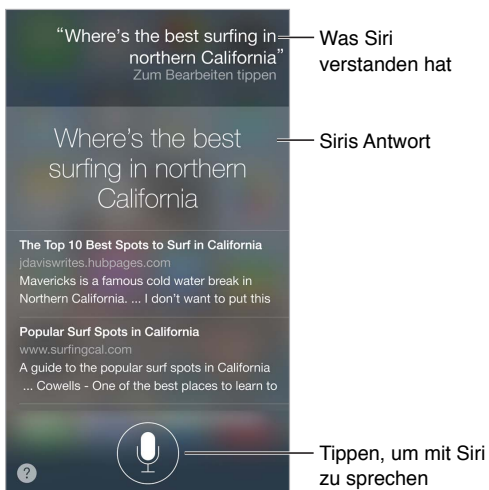 “Where's the best surfing in
northern California”
Zum Bearbeiten tippen
Was Siri
verstanden hat
Where's the best
surfing in northern
California
Siris Antwort
The Top 10 Best Spots to Surf in California
jdaviswrites.hubpages.com
Mavericks is a famous cold water break in
Northern California. ... I don't want to put this
Popular Surf Spots in California
www.surfingcal.com
A guide to the popular surf spots in California
... Cowells - One of the best places to learn to
?
Tippen, um mit Siri
zu sprechen